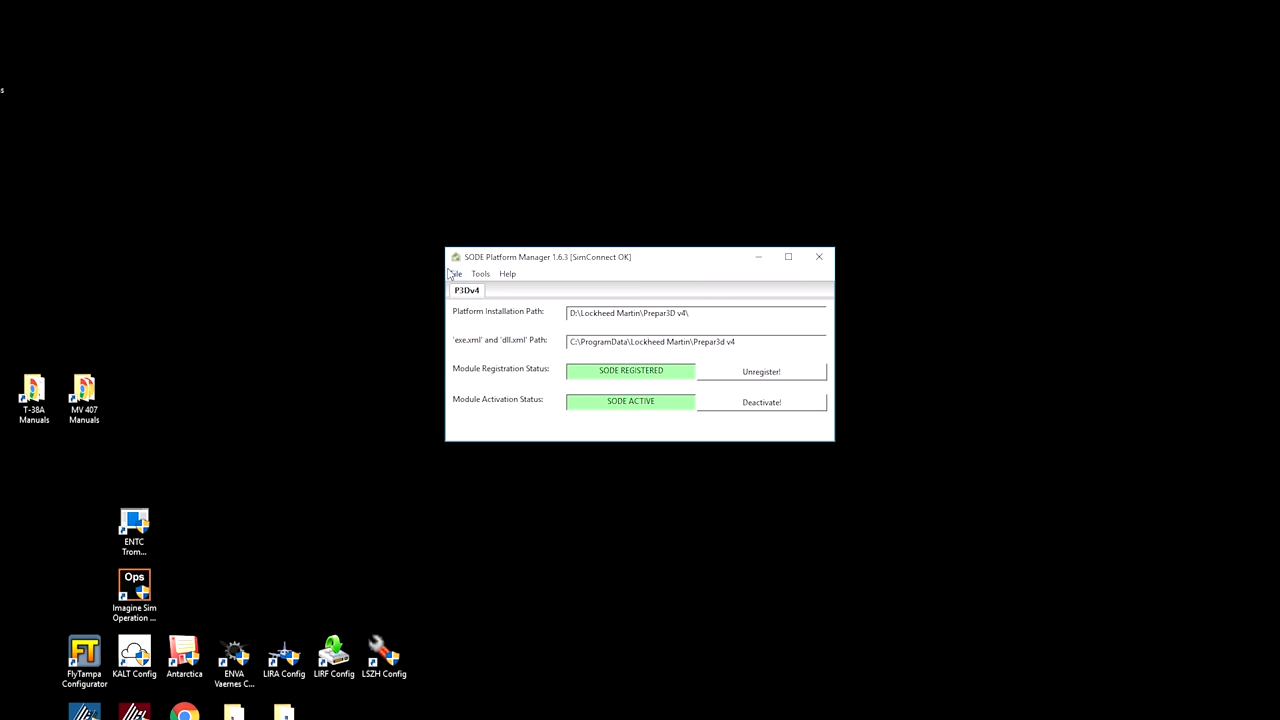 s
SODE Platform Manager 1.6.3 [SimConnect OK]
File Tools Help
P3Dv4
Platform Installation Path: D:\Lockheed Martin\Prepar3D v4\
'exe.xml' and 'dll.xml' Path: C:\ProgramData\Lockheed Martin\Prepar3d v4
Module Registration Status: SODE REGISTERED Unregister!
Module Activation Status: SODE ACTIVE Deactivate!
T-38A
Manuals
MV 407
Manuals
ENTC
Trom...
Ops
Imagine Sim
Operation ...
FT
FlyTampa
Configurator
KALT Config
Antarctica
ENVA
Vaernes C...
LIRA Config
LIRF Config
LSZH Config